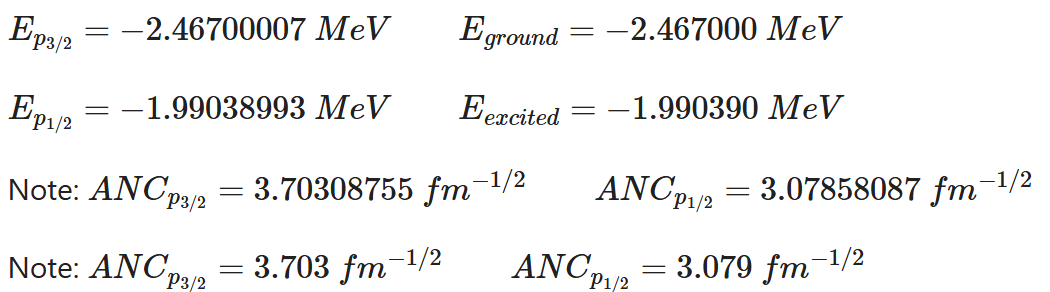 E_{p_{3/2}} = −2.46700007 MeV E_{ground} = −2.467000 MeV
E_{p_{1/2}} = −1.99038993 MeV E_{excited} = −1.990390 MeV
Note: ANC_{p_{3/2}} = 3.70308755 fm^{−1/2} ANC_{p_{1/2}} = 3.07858087 fm^{−1/2}
Note: ANC_{p_{3/2}} = 3.703 fm^{−1/2} ANC_{p_{1/2}} = 3.079 fm^{−1/2}